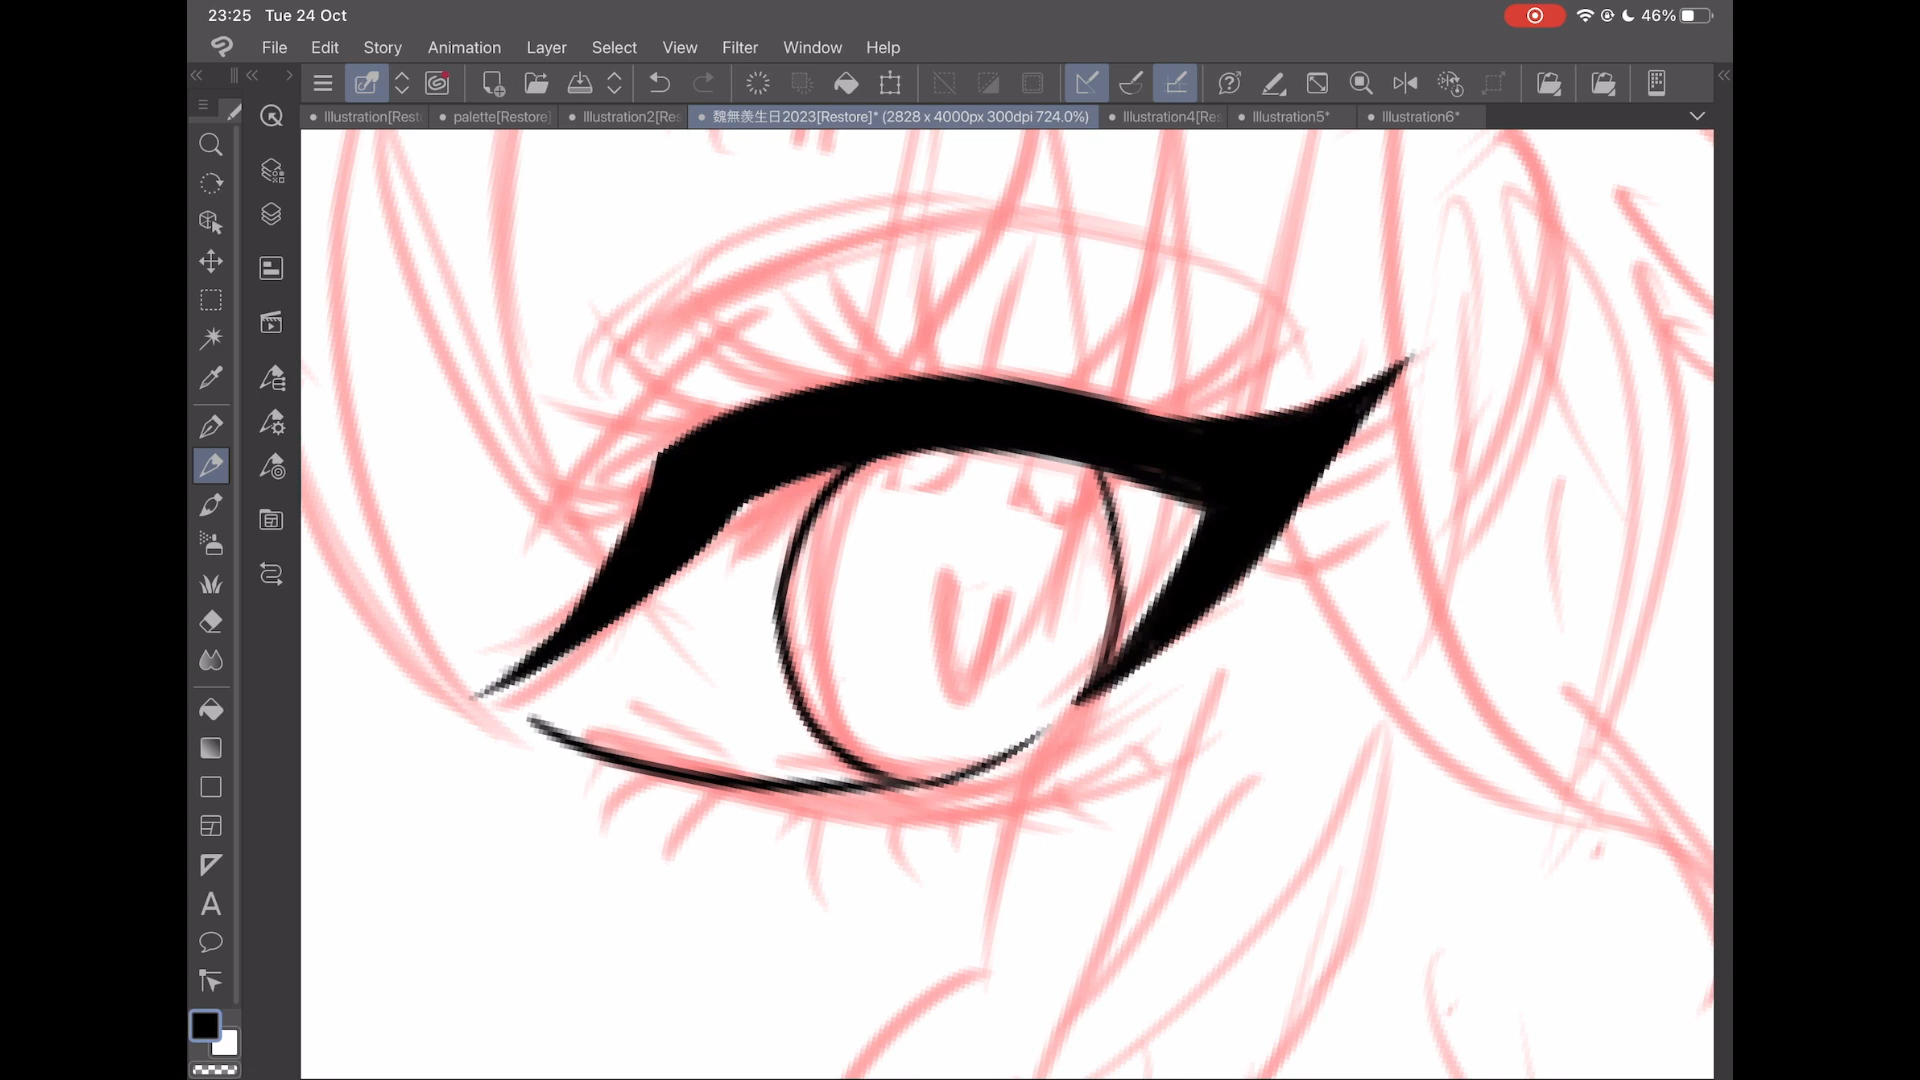 23:25 Tue 24 Oct 46%
File Edit Story Animation Layer Select View Filter Window Help
Illustration[Rest palette[Restore] Illustration2[Res 魏無羨生日2023[Restore]* (2828 x 4000px 300dpi 724.0%) Illustration4[Res Illustration5* Illustration6*